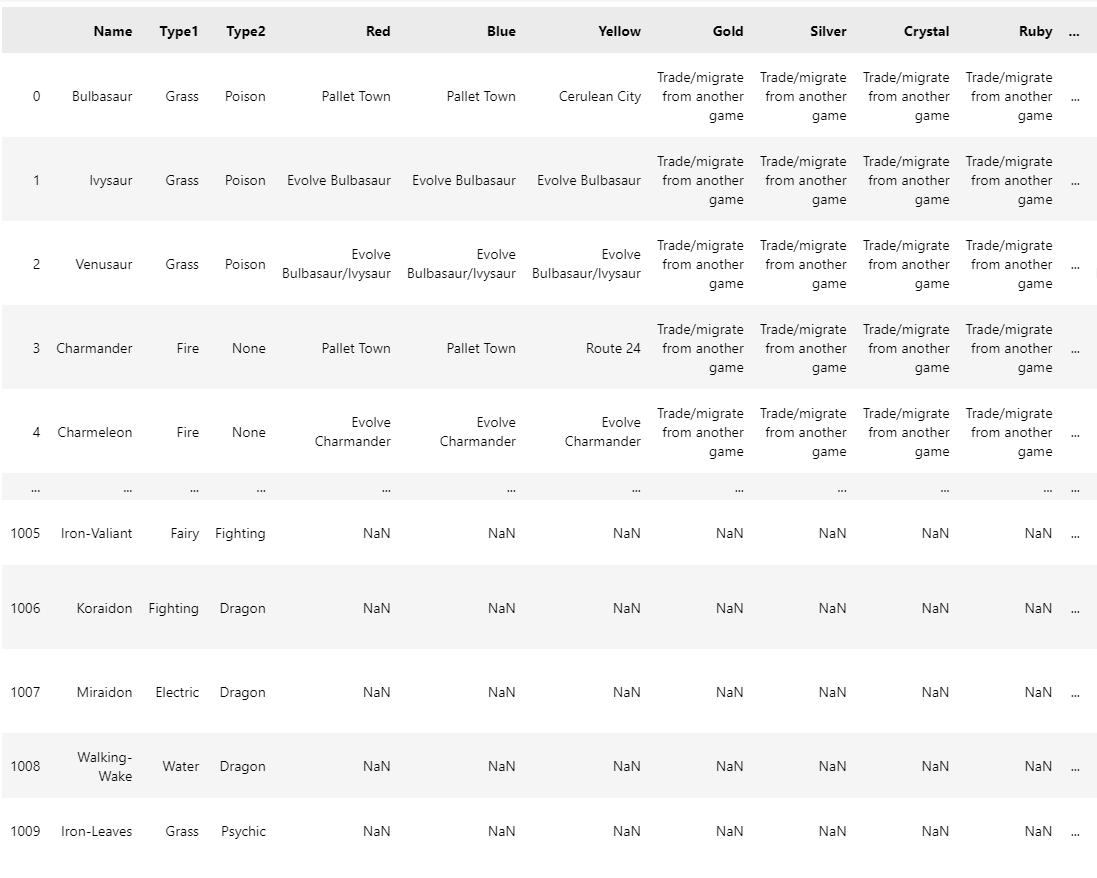 Name Type1 Type2 Red Blue Yellow Gold Silver Crystal Ruby ...
0 Bulbasaur Grass Poison Pallet Town Pallet Town Cerulean City Trade/migrate from another game Trade/migrate from another game Trade/migrate from another game Trade/migrate from another game ...
1 Ivysaur Grass Poison Evolve Bulbasaur Evolve Bulbasaur Evolve Bulbasaur Trade/migrate from another game Trade/migrate from another game Trade/migrate from another game Trade/migrate from another game ...
2 Venusaur Grass Poison Evolve Bulbasaur/Ivysaur Evolve Bulbasaur/Ivysaur Evolve Bulbasaur/Ivysaur Trade/migrate from another game Trade/migrate from another game Trade/migrate from another game Trade/migrate from another game ...
3 Charmander Fire None Pallet Town Pallet Town Route 24 Trade/migrate from another game Trade/migrate from another game Trade/migrate from another game Trade/migrate from another game ...
4 Charmeleon Fire None Evolve Charmander Evolve Charmander Evolve Charmander Trade/migrate from another game Trade/migrate from another game Trade/migrate from another game Trade/migrate from another game ...
... ... ... ... ... ... ... ... ... ... ... ...
1005 Iron-Valiant Fairy Fighting NaN NaN NaN NaN NaN NaN NaN ...
1006 Koraidon Fighting Dragon NaN NaN NaN NaN NaN NaN NaN ...
1007 Miraidon Electric Dragon NaN NaN NaN NaN NaN NaN NaN ...
1008 Walking-Wake Water Dragon NaN NaN NaN NaN NaN NaN NaN ...
1009 Iron-Leaves Grass Psychic NaN NaN NaN NaN NaN NaN NaN ...